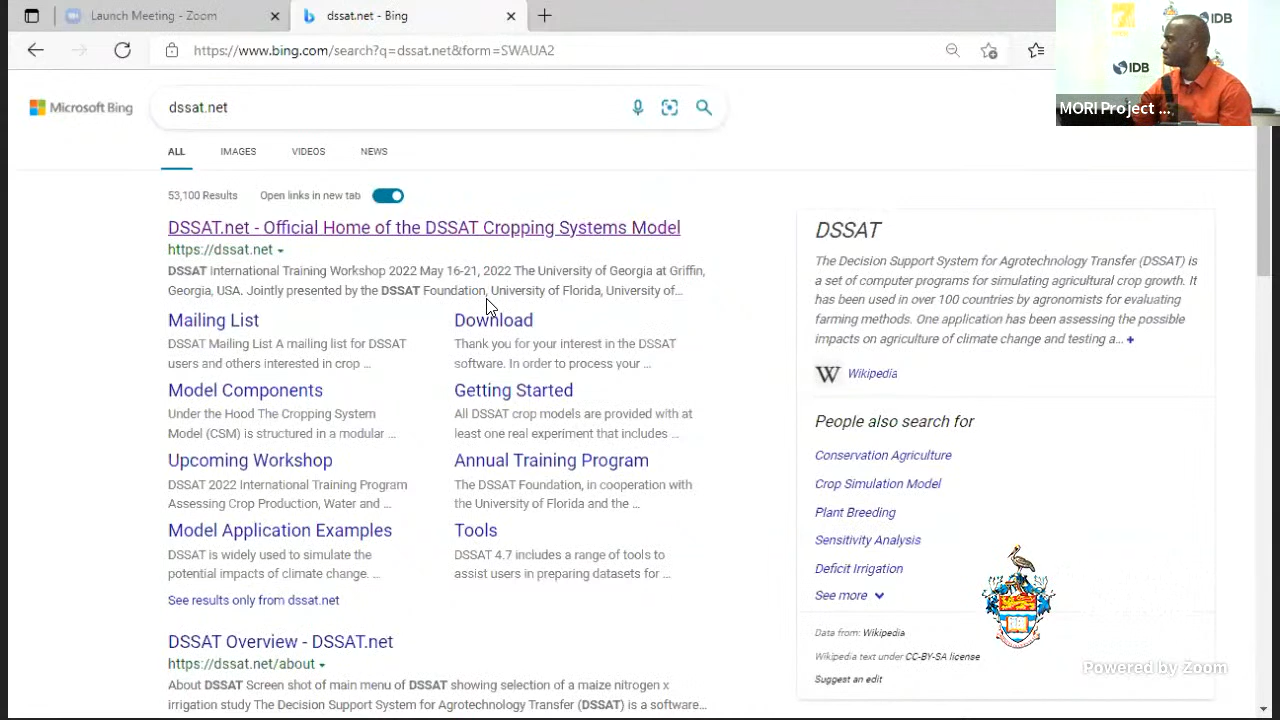 Launch Meeting - Zoom
dssat.net - Bing
https://www.bing.com/search?q=dssat.net&form=SWAUA2
IDB
IDB
MORI Project ...
Microsoft Bing
dssat.net
ALL
IMAGES
VIDEOS
NEWS
53,100 Results
Open links in new tab
DSSAT.net - Official Home of the DSSAT Cropping Systems Model
https://dssat.net
DSSAT International Training Workshop 2022 May 16-21, 2022 The University of Georgia at Griffin,
Georgia, USA. Jointly presented by the DSSAT Foundation, University of Florida, University of...
Mailing List
DSSAT Mailing List A mailing list for DSSAT
users and others interested in crop ...
Download
Thank you for your interest in the DSSAT
software. In order to process your ...
Model Components
Under the Hood The Cropping System
Model (CSM) is structured in a modular ...
Getting Started
All DSSAT crop models are provided with at
least one real experiment that includes ...
Upcoming Workshop
DSSAT 2022 International Training Program
Assessing Crop Production, Water and ...
Annual Training Program
The DSSAT Foundation, in cooperation with
the University of Florida and the ...
Model Application Examples
DSSAT is widely used to simulate the
potential impacts of climate change. ...
Tools
DSSAT 4.7 includes a range of tools to
assist users in preparing datasets for ...
See results only from dssat.net
DSSAT Overview - DSSAT.net
https://dssat.net/about
About DSSAT Screen shot of main menu of DSSAT showing selection of a maize nitrogen x
irrigation study The Decision Support System for Agrotechnology Transfer (DSSAT) is a software...
DSSAT
The Decision Support System for Agrotechnology Transfer (DSSAT) is
a set of computer programs for simulating agricultural crop growth. It
has been used in over 100 countries by agronomists for evaluating
farming methods. One application has been assessing the possible
impacts on agriculture of climate change and testing a... +
W Wikipedia
People also search for
Conservation Agriculture
Crop Simulation Model
Plant Breeding
Sensitivity Analysis
Deficit Irrigation
See more
Data from: Wikipedia
Wikipedia text under CC-BY-SA license
Suggest an edit
Powered by Zoom